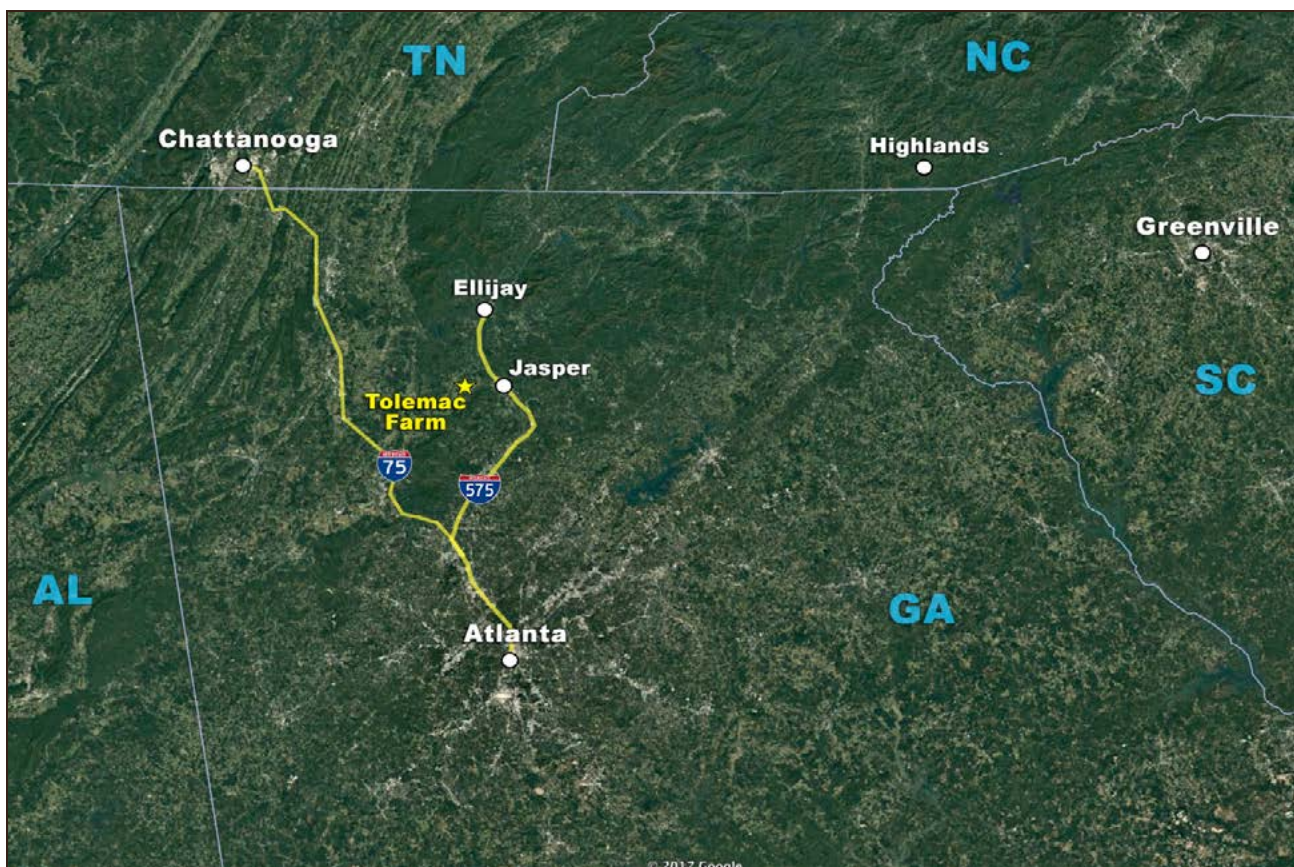 TN
NC
Chattanooga
Highlands
Greenville
Ellijay
Jasper
Tolemac
Farm
SC
75
575
AL
GA
Atlanta
© 2017 Google